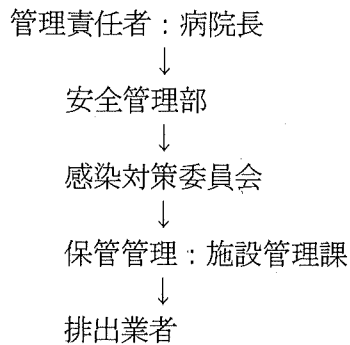 管理責任者：病院長
↓
安全管理部
↓
感染対策委員会
↓
保管管理：施設管理課
↓
排出業者